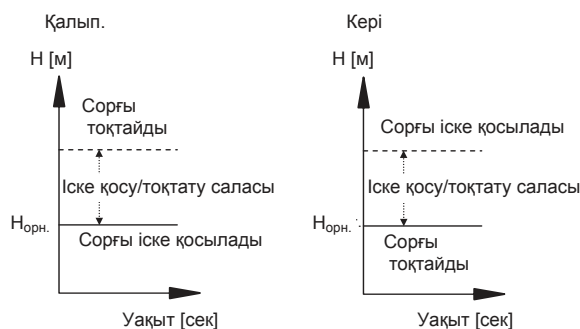 Қалып.
H [м]
Сорғы
тоқтайды
Іске қосу/тоқтату саласы
Hорн.
Сорғы іске қосылады
Уақыт [сек]
Кері
H [м]
Сорғы іске қосылады
Іске қосу/тоқтату саласы
Hорн.
Сорғы
тоқтайды
Уақыт [сек]